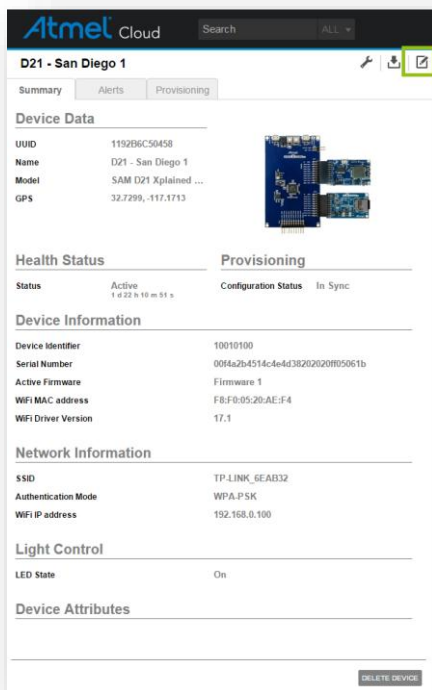 Atmel Cloud Search ALL
D21 - San Diego 1
Summary Alerts Provisioning
Device Data
UUID 1192B6C50458
Name D21 - San Diego 1
Model SAM D21 Xplained ...
GPS 32.7299, -117.1713
Health Status Provisioning
Status Active Configuration Status In Sync
1 d 22 h 10 m 51 s
Device Information
Device Identifier 10010100
Serial Number 00f4a2b4514c4e4d38202020ff05061b
Active Firmware Firmware 1
WiFi MAC address F8:F0:05:20:AE:F4
WiFi Driver Version 17.1
Network Information
SSID TP-LINK_6EAB32
Authentication Mode WPA-PSK
WiFi IP address 192.168.0.100
Light Control
LED State On
Device Attributes
DELETE DEVICE